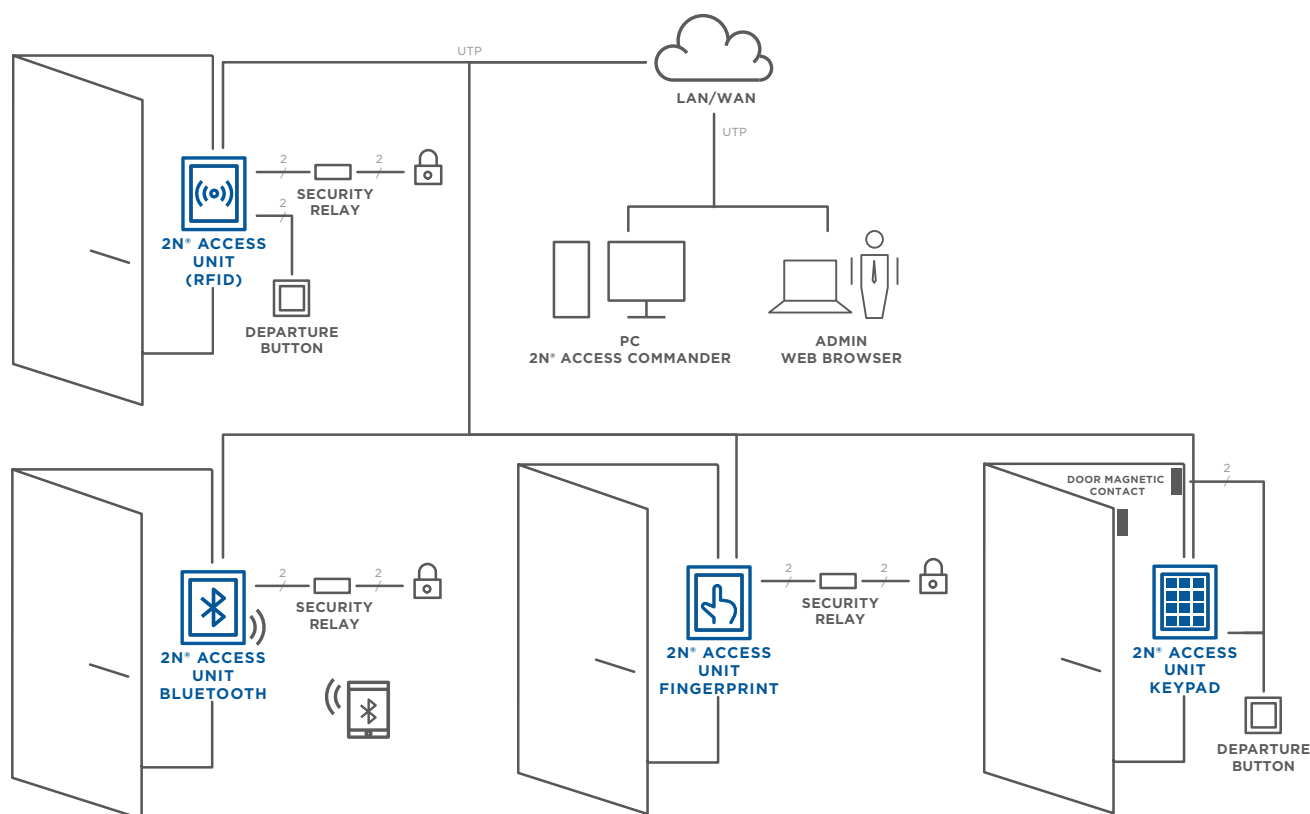 UTP
LAN/WAN
UTP
2
2
SECURITY
RELAY
2
2N® ACCESS
UNIT
(RFID)
DEPARTURE
BUTTON
PC
2N® ACCESS COMMANDER
ADMIN
WEB BROWSER
2
2
SECURITY
RELAY
2N® ACCESS
UNIT
BLUETOOTH
2
2
SECURITY
RELAY
2N® ACCESS
UNIT
FINGERPRINT
DOOR MAGNETIC
CONTACT
2
2N® ACCESS
UNIT
KEYPAD
DEPARTURE
BUTTON